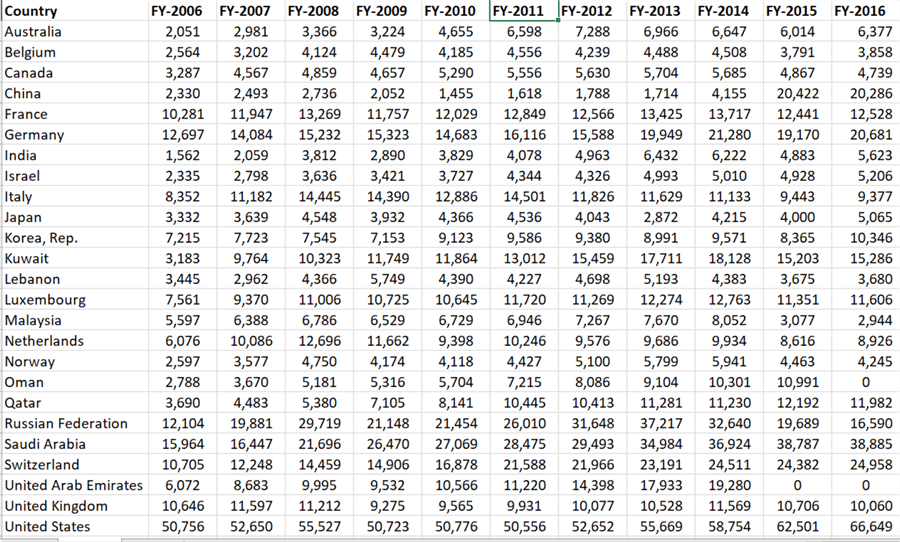 Country FY-2006 FY-2007 FY-2008 FY-2009 FY-2010 FY-2011 FY-2012 FY-2013 FY-2014 FY-2015 FY-2016
Australia 2,051 2,981 3,366 3,224 4,655 6,598 7,288 6,966 6,647 6,014 6,377
Belgium 2,564 3,202 4,124 4,479 4,185 4,556 4,239 4,488 4,508 3,791 3,858
Canada 3,287 4,567 4,859 4,657 5,290 5,556 5,630 5,704 5,685 4,867 4,739
China 2,330 2,493 2,736 2,052 1,455 1,618 1,788 1,714 4,155 20,422 20,286
France 10,281 11,947 13,269 11,757 12,029 12,849 12,566 13,425 13,717 12,441 12,528
Germany 12,697 14,084 15,232 15,323 14,683 16,116 15,588 19,949 21,280 19,170 20,681
India 1,562 2,059 3,812 2,890 3,829 4,078 4,963 6,432 6,222 4,883 5,623
Israel 2,335 2,798 3,636 3,421 3,727 4,344 4,326 4,993 5,010 4,928 5,206
Italy 8,352 11,182 14,445 14,390 12,886 14,501 11,826 11,629 11,133 9,443 9,377
Japan 3,332 3,639 4,548 3,932 4,366 4,536 4,043 2,872 4,215 4,000 5,065
Korea, Rep. 7,215 7,723 7,545 7,153 9,123 9,586 9,380 8,991 9,571 8,365 10,346
Kuwait 3,183 9,764 10,323 11,749 11,864 13,012 15,459 17,711 18,128 15,203 15,286
Lebanon 3,445 2,962 4,366 5,749 4,390 4,227 4,698 5,193 4,383 3,675 3,680
Luxembourg 7,561 9,370 11,006 10,725 10,645 11,720 11,269 12,274 12,763 11,351 11,606
Malaysia 5,597 6,388 6,786 6,529 6,729 6,946 7,267 7,670 8,052 3,077 2,944
Netherlands 6,076 10,086 12,696 11,662 9,398 10,246 9,576 9,686 9,934 8,616 8,926
Norway 2,597 3,577 4,750 4,174 4,118 4,427 5,100 5,799 5,941 4,463 4,245
Oman 2,788 3,670 5,181 5,316 5,704 7,215 8,086 9,104 10,301 10,991 0
Qatar 3,690 4,483 5,380 7,105 8,141 10,445 10,413 11,281 11,230 12,192 11,982
Russian Federation 12,104 19,881 29,719 21,148 21,454 26,010 31,648 37,217 32,640 19,689 16,590
Saudi Arabia 15,964 16,447 21,696 26,470 27,069 28,475 29,493 34,984 36,924 38,787 38,885
Switzerland 10,705 12,248 14,459 14,906 16,878 21,588 21,966 23,191 24,511 24,382 24,958
United Arab Emirates 6,072 8,683 9,995 9,532 10,566 11,220 14,398 17,933 19,280 0 0
United Kingdom 10,646 11,597 11,212 9,275 9,565 9,931 10,077 10,528 11,569 10,706 10,060
United States 50,756 52,650 55,527 50,723 50,776 50,556 52,652 55,669 58,754 62,501 66,649